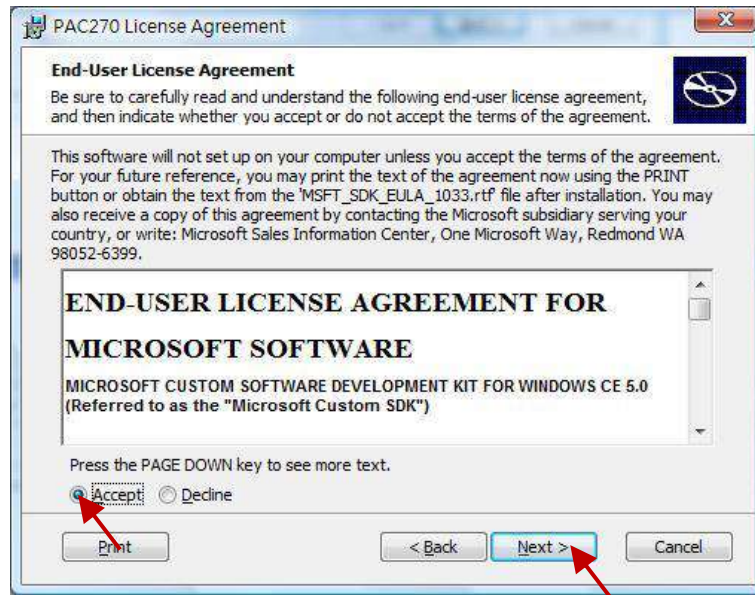 PAC270 License Agreement
End-User License Agreement
Be sure to carefully read and understand the following end-user license agreement,
and then indicate whether you accept or do not accept the terms of the agreement.
This software will not set up on your computer unless you accept the terms of the agreement.
For your future reference, you may print the text of the agreement now using the PRINT
button or obtain the text from the 'MSFT_SDK_EULA_1033.rtf' file after installation. You may
also receive a copy of this agreement by contacting the Microsoft subsidiary serving your
country, or write: Microsoft Sales Information Center, One Microsoft Way, Redmond WA
98052-6399.
END-USER LICENSE AGREEMENT FOR
MICROSOFT SOFTWARE
MICROSOFT CUSTOM SOFTWARE DEVELOPMENT KIT FOR WINDOWS CE 5.0
(Referred to as the "Microsoft Custom SDK")
Press the PAGE DOWN key to see more text.
Accept Decline
Print < Back Next > Cancel